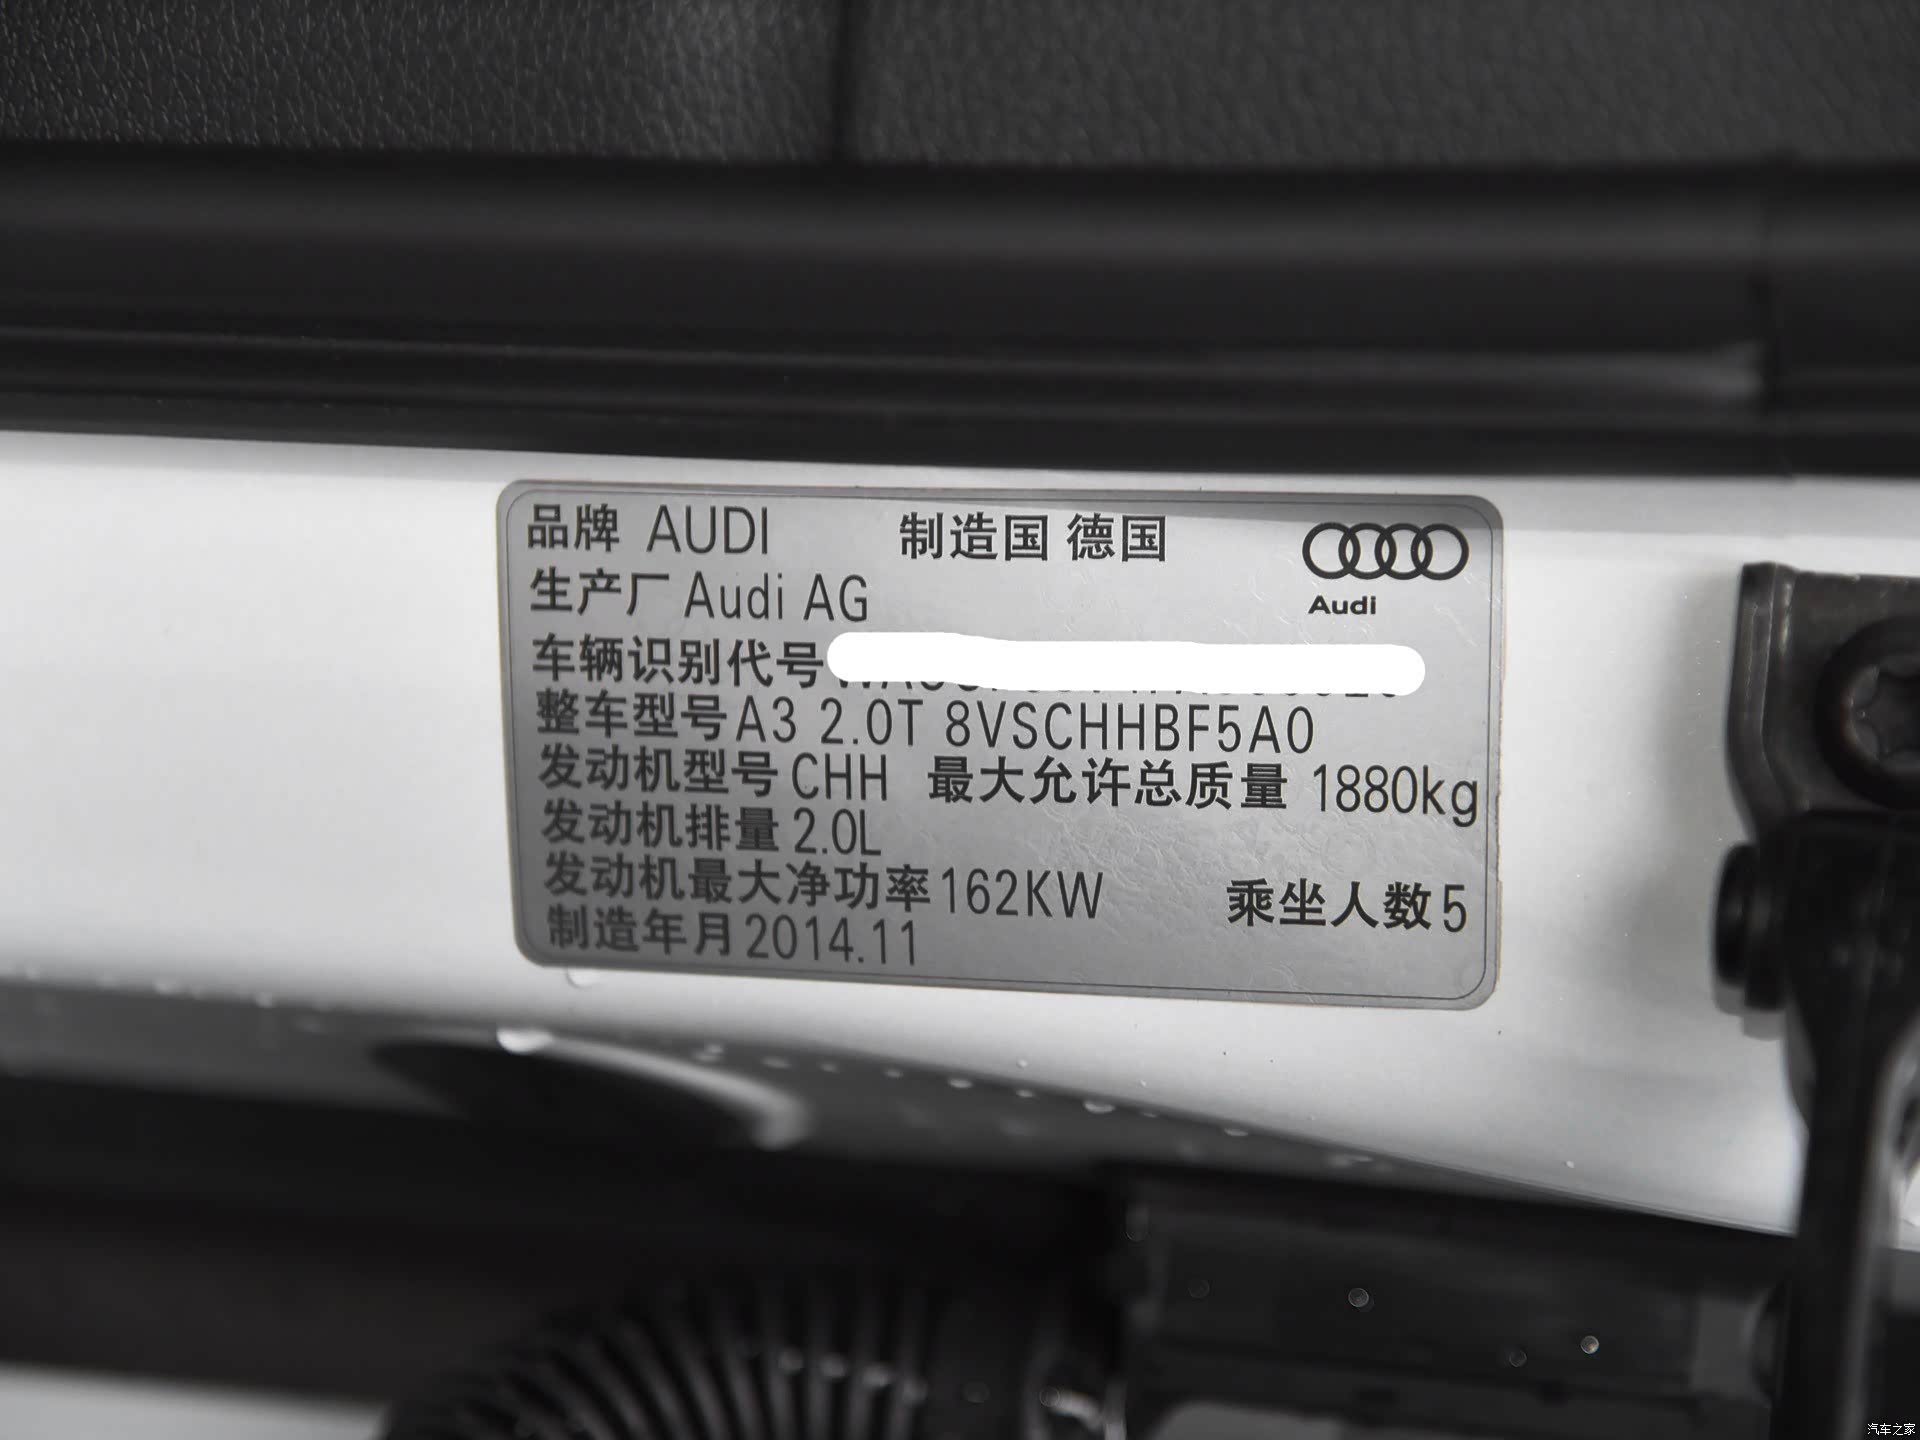 品牌 AUDI 制造国 德国
Audi
生产厂 Audi AG
车辆识别代号
整车型号 A3 2.0T 8VSCHHBF5A0
发动机型号 CHH 最大允许总质量 1880kg
发动机排量 2.0L
发动机最大净功率 162KW 乘坐人数 5
制造年月 2014.11
汽车之家